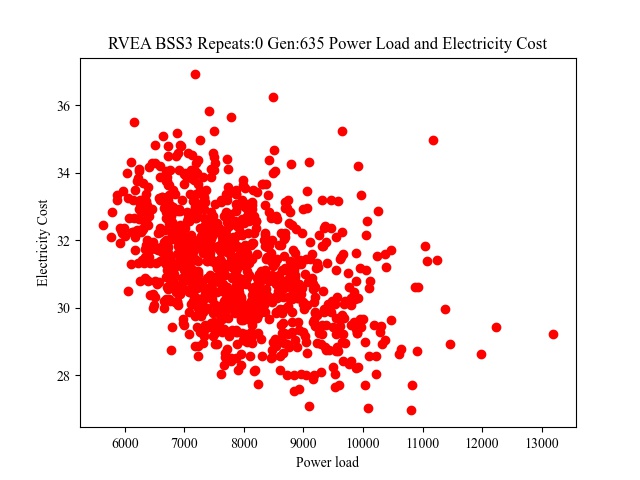 RVEA BSS3 Repeats:0 Gen:635 Power Load and Electricity Cost
36
34
32
30
28
Electricity Cost
6000 7000 8000 9000 10000 11000 12000 13000
Power load